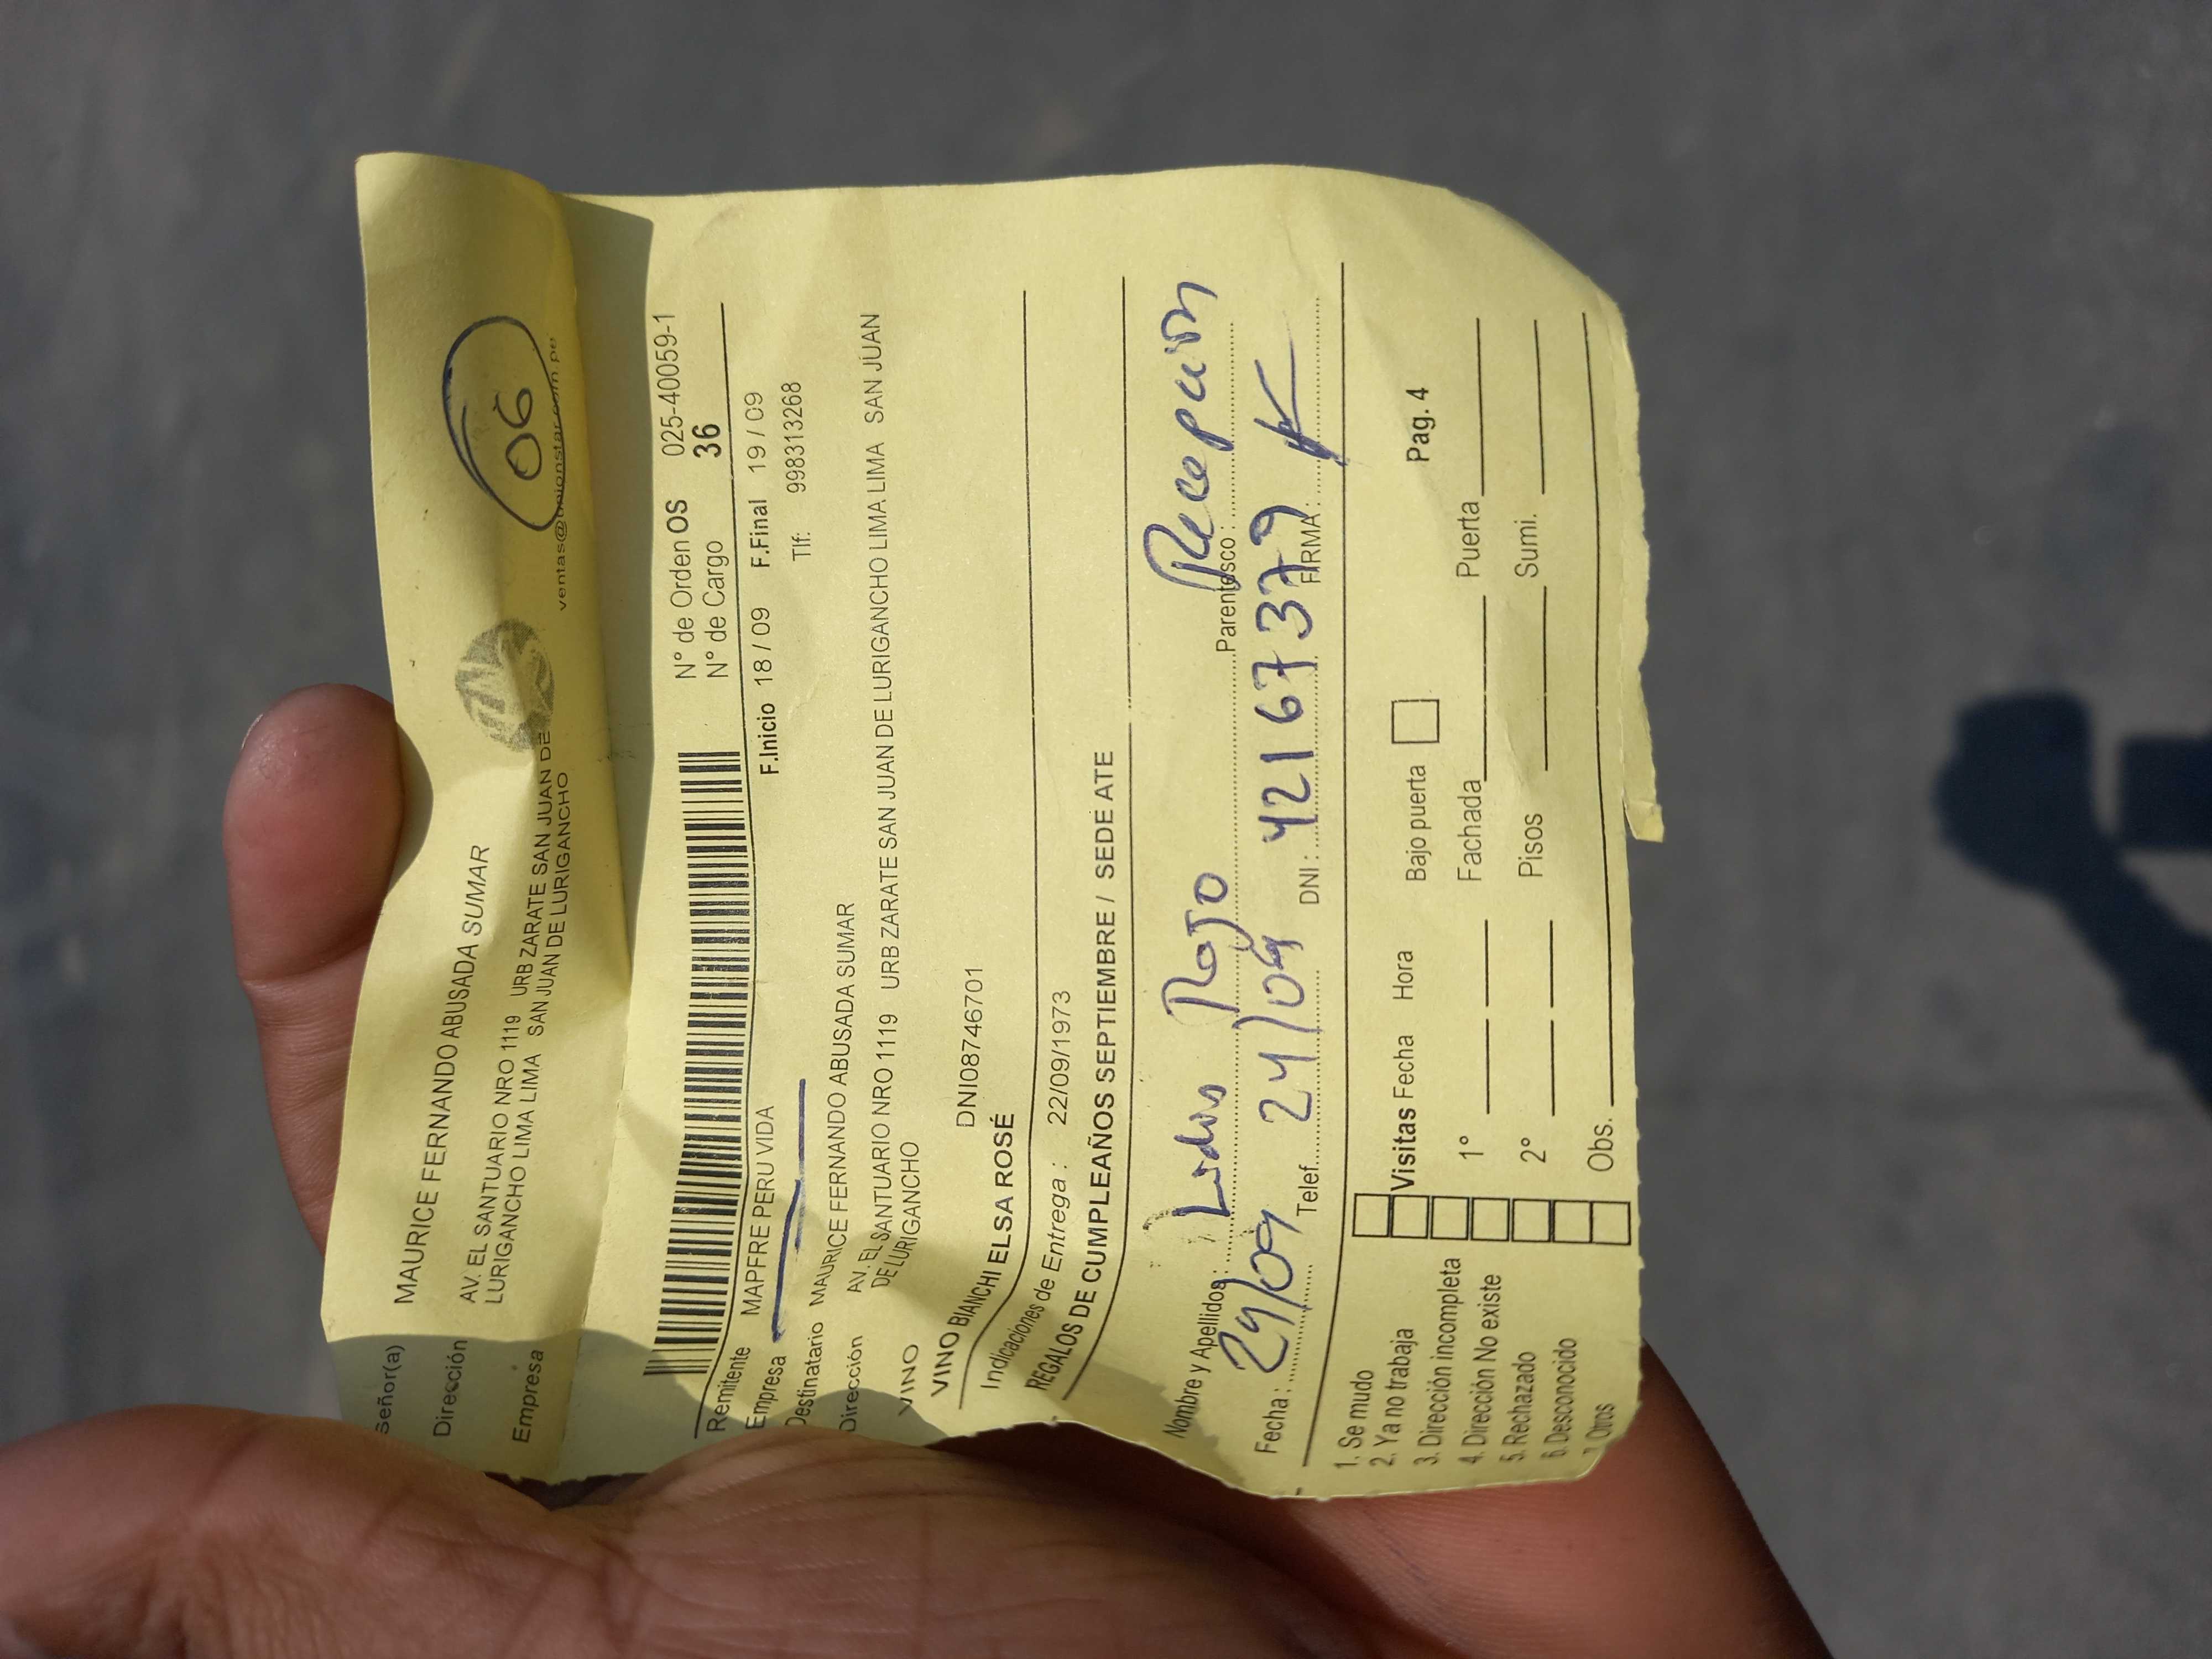 Señor(a) MAURICE FERNANDO ABUSADA SUMAR
Dirección AV. EL SANTUARIO NRO 1119 URB ZARATE SAN JUAN DE
LURIGANCHO LIMA LIMA SAN JUAN DE LURIGANCHO
Empresa
06
ventas@unionstar.com.pe
N° de Orden OS 025-40059-1
N° de Cargo 36
Remitente MAPFRE PERU VIDA
F.Inicio 18 / 09 F.Final 19 / 09
Empresa
Tlf: 998313268
Destinatario MAURICE FERNANDO ABUSADA SUMAR
Dirección AV. EL SANTUARIO NRO 1119 URB ZARATE SAN JUAN DE LURIGANCHO LIMA LIMA SAN JUAN
DE LURIGANCHO
VINO DNI08746701
VINO BIANCHI ELSA ROSÉ
Indicaciones de Entrega : 22/09/1973
REGALOS DE CUMPLEAÑOS SEPTIEMBRE / SEDE ATE
Nombre y Apellidos : Rojo Parentesco :
Fecha : 24/09 Telef. 24/09 DNI : 42167379 FIRMA :
1. Se mudo
2. Ya no trabaja Visitas Fecha Hora Bajo puerta Pag. 4
3. Dirección incompleta
4. Dirección No existe 1° Fachada Puerta
5. Rechazado
6. Desconocido 2° Pisos Sumi.
7. Otros Obs.